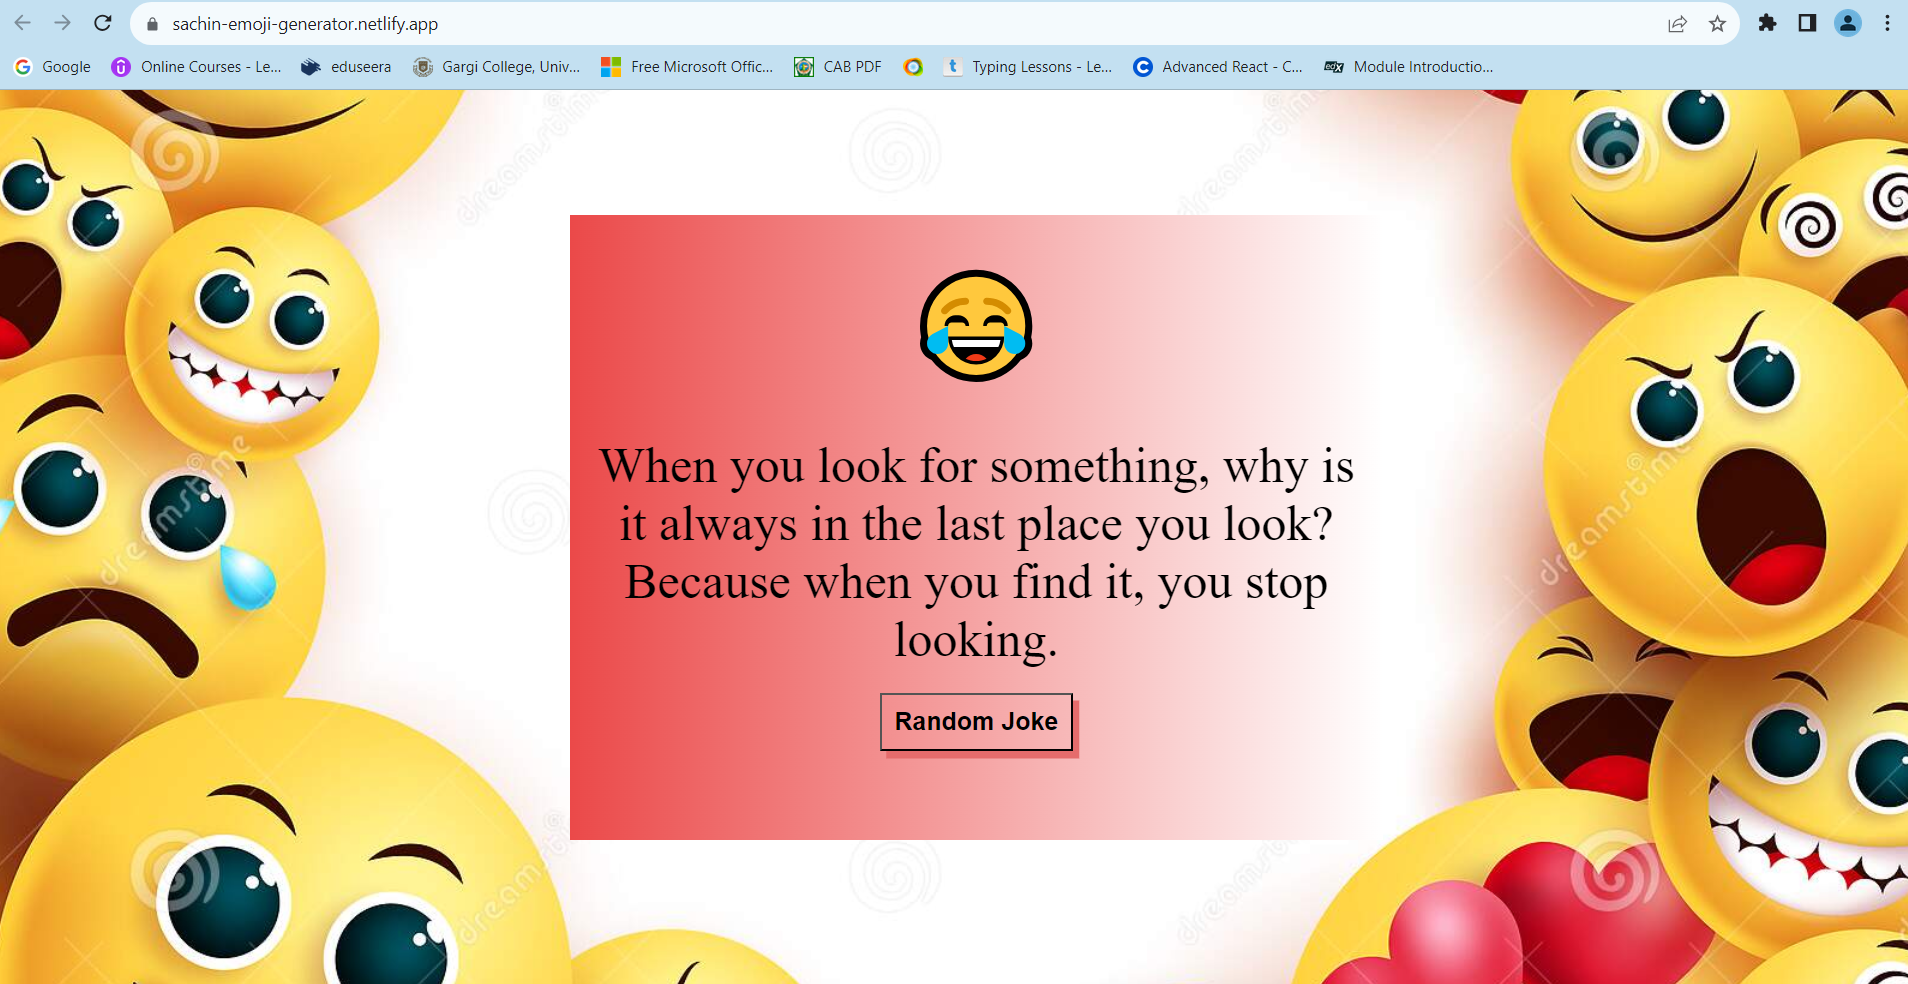 sachin-emoji-generator.netlify.app
Google Online Courses - Le... eduseera Gargi College, Univ... Free Microsoft Offic... CAB PDF Typing Lessons - Le... Advanced React - C... Module Introductio...
When you look for something, why is
it always in the last place you look?
Because when you find it, you stop
looking.
Random Joke
dreamstime
dreamstime
dreamstime
dreamstime
dreamstime
dreamstime